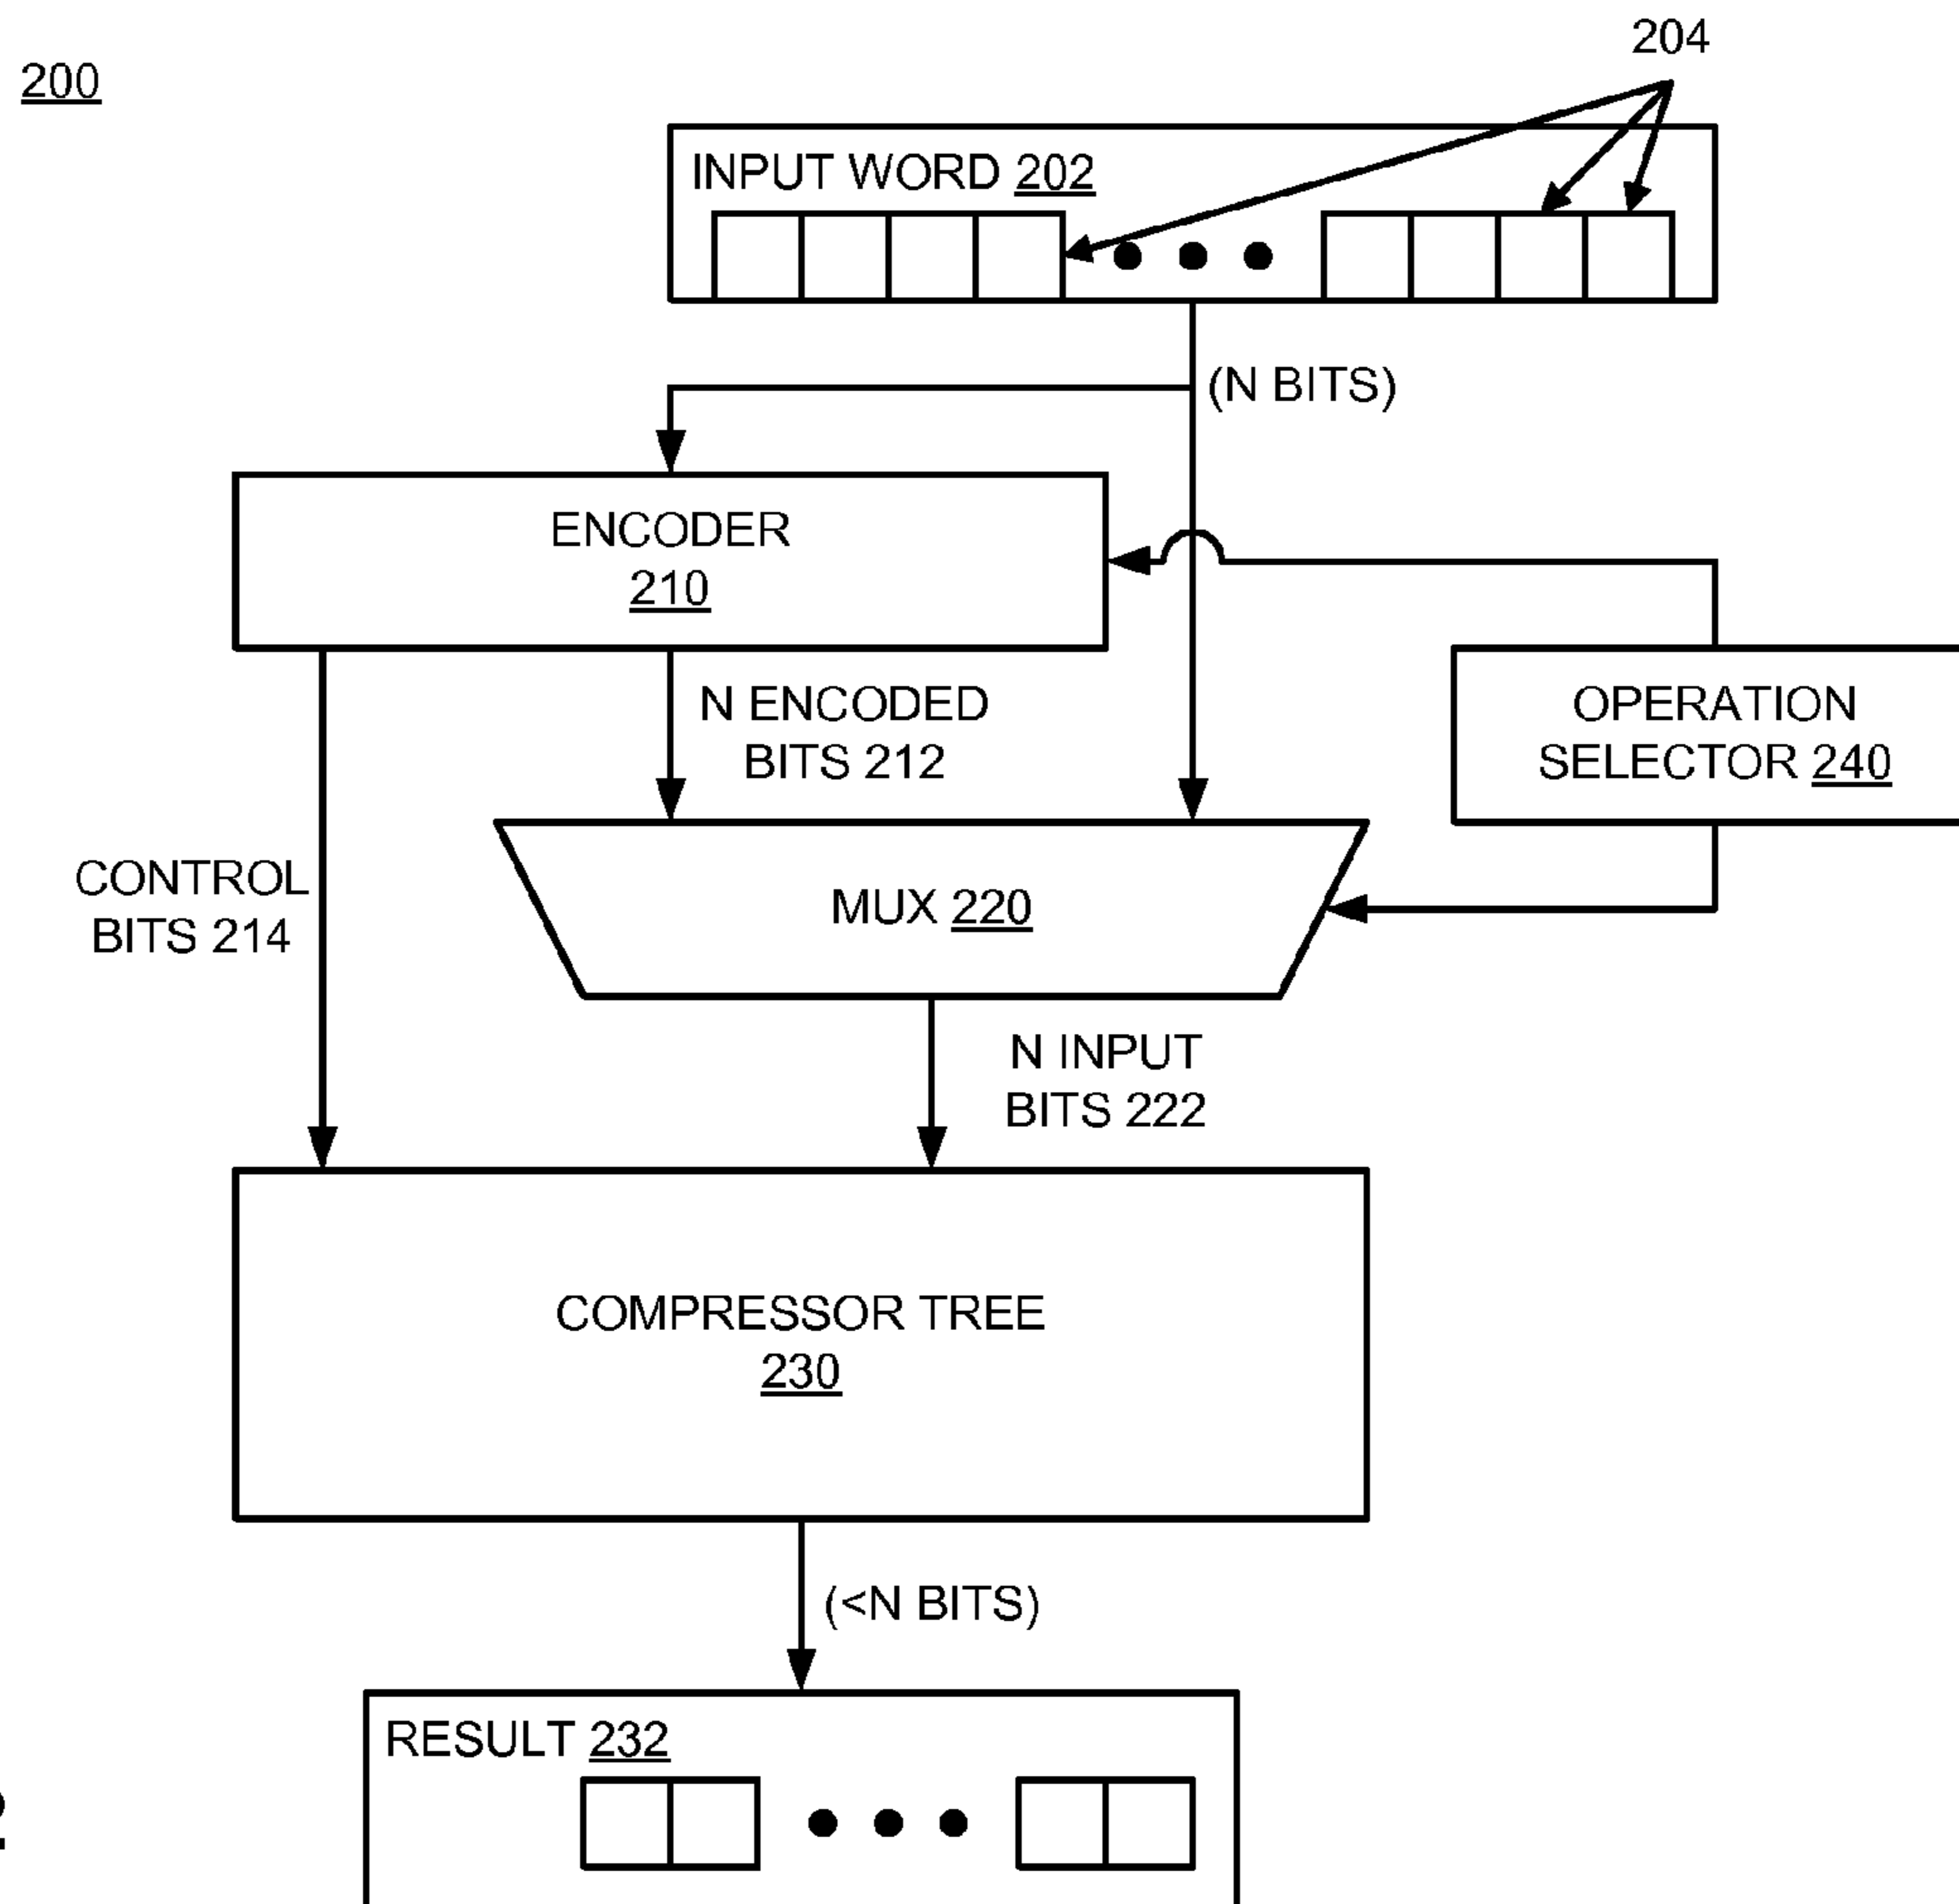 204
200
INPUT WORD 202
(N BITS)
ENCODER
210
N ENCODED
BITS 212
OPERATION
SELECTOR 240
CONTROL
BITS 214
MUX 220
N INPUT
BITS 222
COMPRESSOR TREE
230
(<N BITS)
RESULT 232